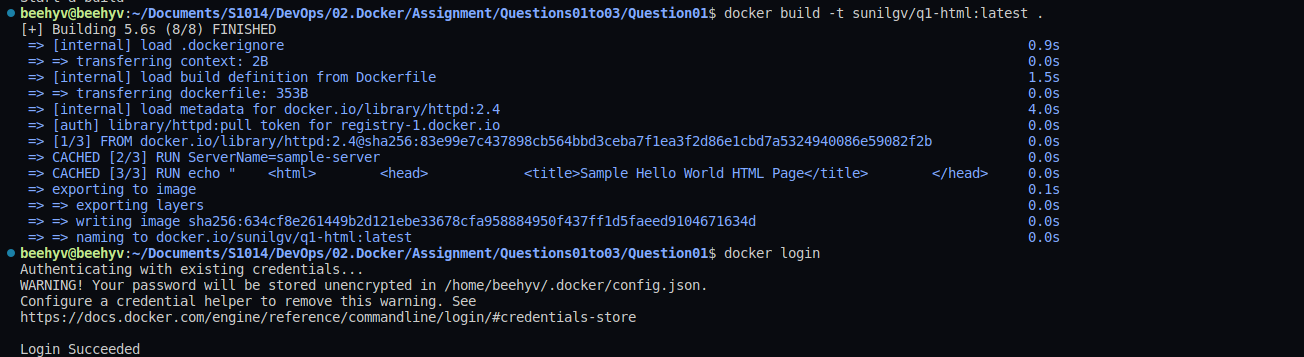 Start a build
beehyv@beehyv:~/Documents/S1014/DevOps/02.Docker/Assignment/Questions01to03/Question01$ docker build -t sunilgv/q1-html:latest .
[+] Building 5.6s (8/8) FINISHED
=> [internal] load .dockerignore 0.9s
=> => transferring context: 2B 0.0s
=> [internal] load build definition from Dockerfile 1.5s
=> => transferring dockerfile: 353B 0.0s
=> [internal] load metadata for docker.io/library/httpd:2.4 4.0s
=> [auth] library/httpd:pull token for registry-1.docker.io 0.0s
=> [1/3] FROM docker.io/library/httpd:2.4@sha256:83e99e7c437898cb564bbd3ceba7f1ea3f2d86e1cbd7a5324940086e59082f2b 0.0s
=> CACHED [2/3] RUN ServerName=sample-server 0.0s
=> CACHED [3/3] RUN echo "    <html>        <head>            <title>Sample Hello World HTML Page</title>        </head> 0.0s
=> exporting to image 0.1s
=> => exporting layers 0.0s
=> => writing image sha256:634cf8e261449b2d121ebe33678cfa958884950f437ff1d5faeed9104671634d 0.0s
=> => naming to docker.io/sunilgv/q1-html:latest 0.0s
beehyv@beehyv:~/Documents/S1014/DevOps/02.Docker/Assignment/Questions01to03/Question01$ docker login
Authenticating with existing credentials...
WARNING! Your password will be stored unencrypted in /home/beehyv/.docker/config.json.
Configure a credential helper to remove this warning. See
https://docs.docker.com/engine/reference/commandline/login/#credentials-store
Login Succeeded